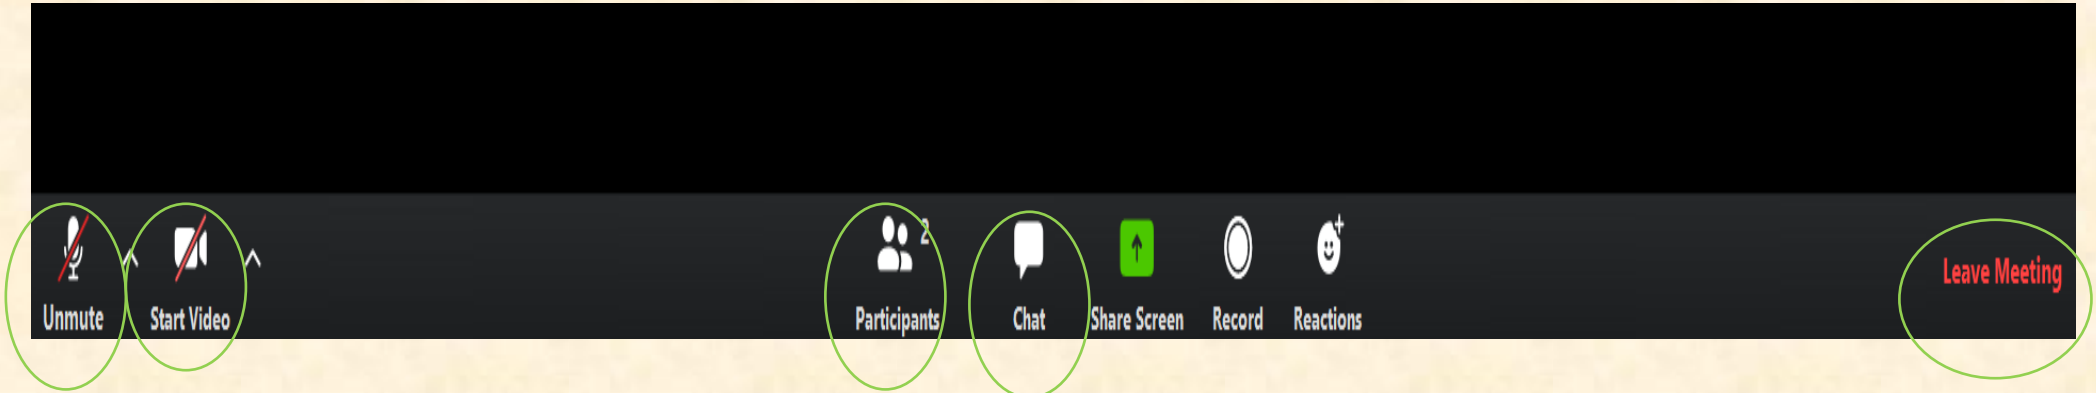 2
Unmute
Start Video
Participants
Chat
Share Screen
Record
Reactions
Leave Meeting